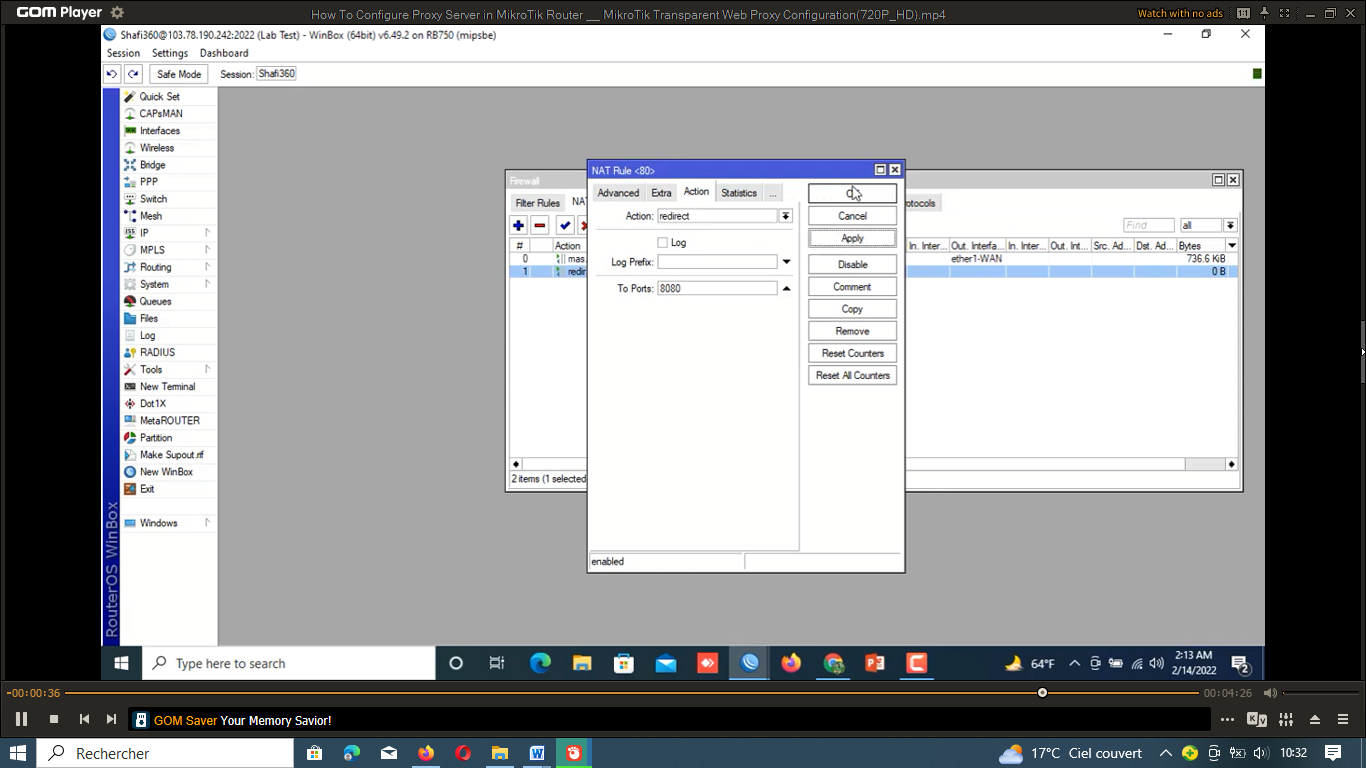 GOM Player
How To Configure Proxy Server in MikroTik Router __ MikroTik Transparent Web Proxy Configuration(720P_HD).mp4
Watch with no ads
Shafi360@103.78.190.242:2022 (Lab Test) - WinBox (64bit) v6.49.2 on RB750 (mipsbe)
Session Settings Dashboard
Safe Mode Session: Shafi360
Quick Set
CAPsMAN
Interfaces
Wireless
Bridge
PPP
Switch
Mesh
IP
MPLS
Routing
System
Queues
Files
Log
RADIUS
Tools
New Terminal
Dot1X
MetaROUTER
Partition
Make Supout.rif
New WinBox
Exit
Windows
RouterOS WinBox
Firewall
Filter Rules NA otocols
Find all
# Action In. Inter... Out. Interfa... In. Inter... Out. Int... Src. Ad... Dst. Ad... Bytes
0 mas. ether1-WAN 736.6 KiB
1 redir 0 B
2 items (1 selected
NAT Rule <80>
Advanced Extra Action Statistics ...
Action: redirect
Log
Log Prefix:
To Ports: 8080
Cancel
Apply
Disable
Comment
Copy
Remove
Reset Counters
Reset All Counters
enabled
Type here to search
64°F
2:13 AM
2/14/2022
2
-00:00:36
00:04:26
GOM Saver Your Memory Savior!
Rechercher
17°C Ciel couvert
10:32